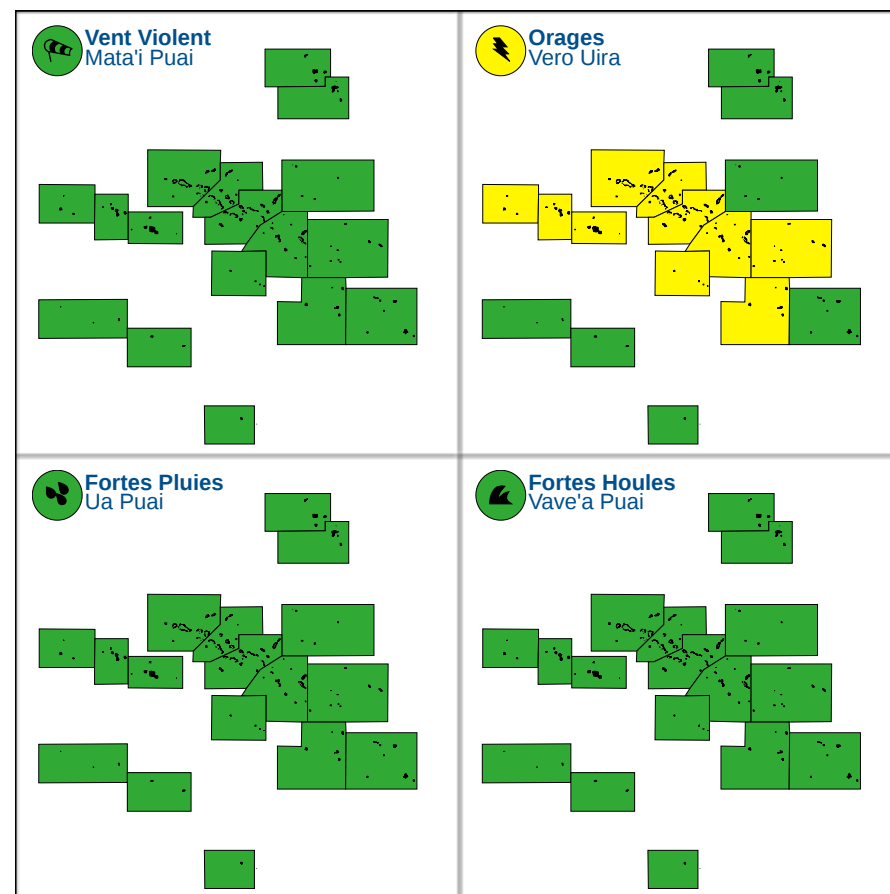 Vent Violent
Mata'i Puai
Orages
Vero Uira
Fortes Pluies
Ua Puai
Fortes Houles
Vave'a Puai